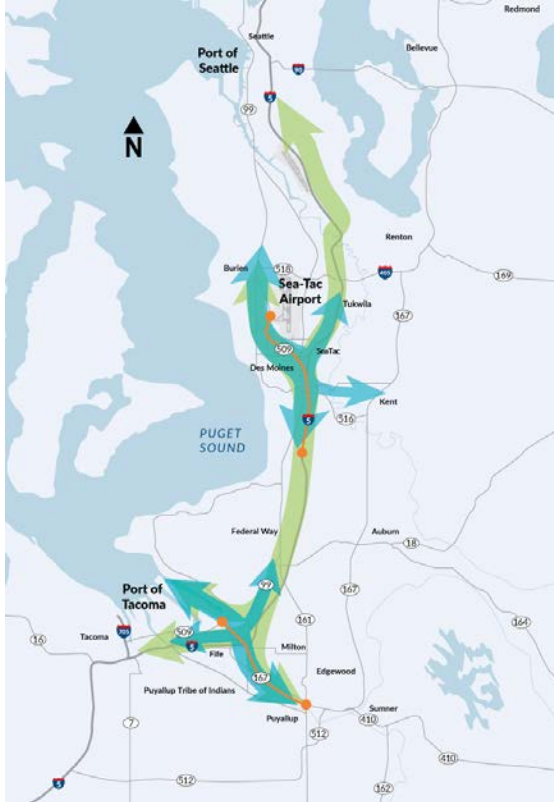 Redmond
Seattle
Bellevue
Port of
Seattle
90
5
99
N
Renton
Burien
518
405
169
Sea-Tac
Airport
Tukwila
167
509
SeaTac
Des Moines
Kent
5
516
PUGET
SOUND
Federal Way
Auburn
18
Port of
Tacoma
99
167
161
164
705
509
16
Tacoma
5
Milton
Fife
Edgewood
167
Puyallup Tribe of Indians
Sumner
7
Puyallup
410
512
410
512
5
162